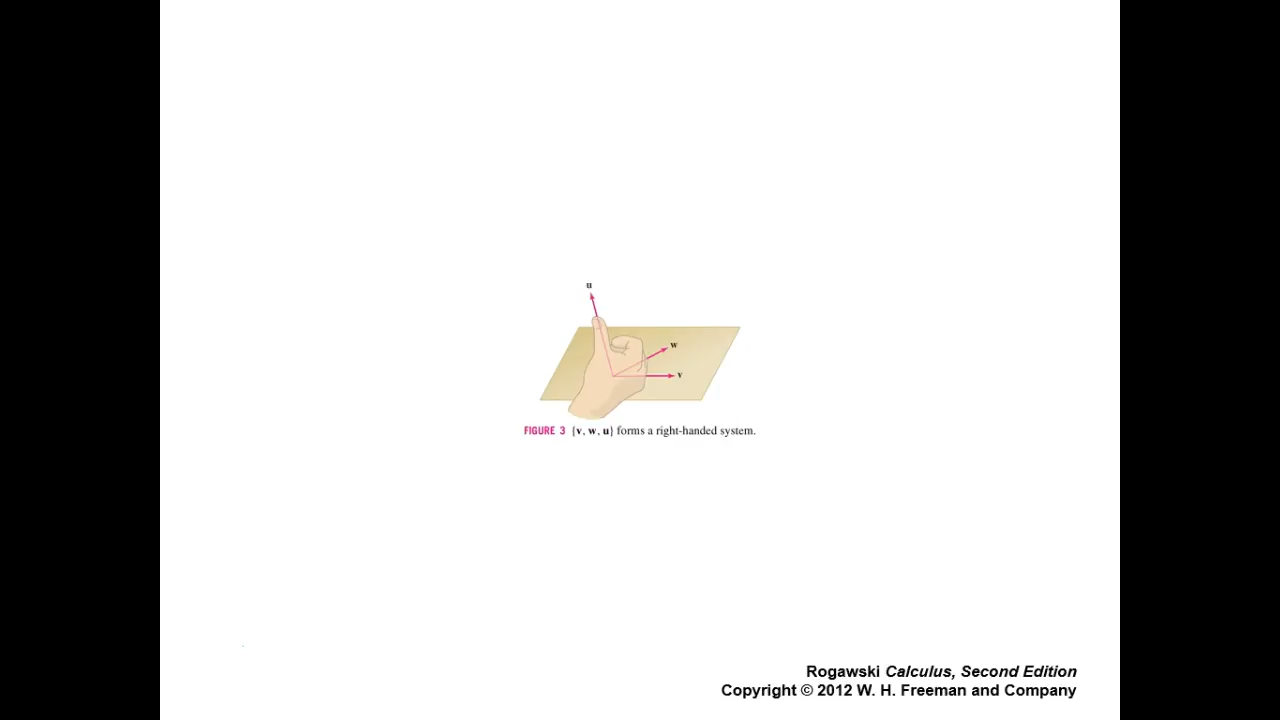 u
w
v
FIGURE 3 {v, w, u} forms a right-handed system.
Rogawski Calculus, Second Edition
Copyright © 2012 W. H. Freeman and Company